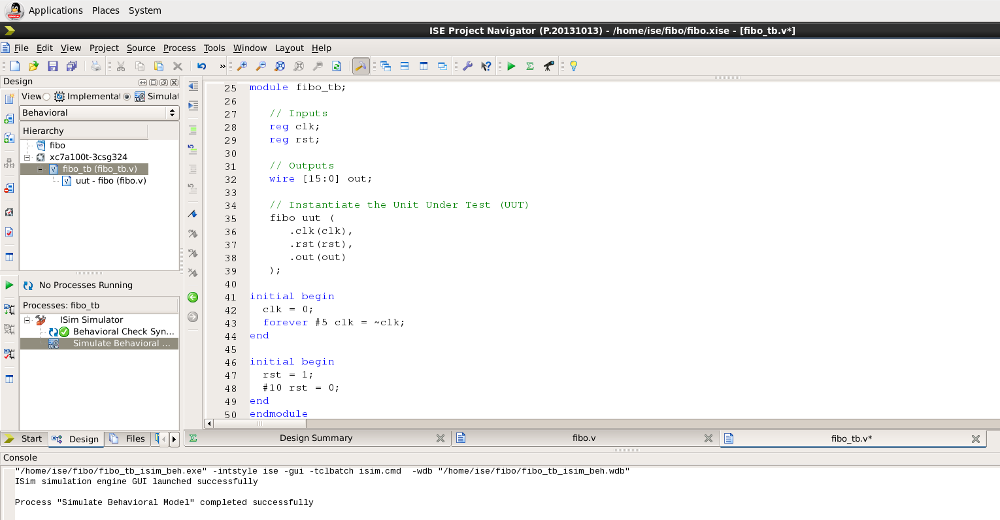 Applications Places System
ISE Project Navigator (P.20131013) - /home/ise/fibo/fibo.xise - [fibo_tb.v*]
File Edit View Project Source Process Tools Window Layout Help
»
Design
View Implementat Simulat
Behavioral
Hierarchy
fibo
xc7a100t-3csg324
fibo_tb (fibo_tb.v)
uut - fibo (fibo.v)
No Processes Running
Processes: fibo_tb
ISim Simulator
Behavioral Check Syn...
Simulate Behavioral ...
Start Design Files
25 module fibo_tb;
26
27 // Inputs
28 reg clk;
29 reg rst;
30
31 // Outputs
32 wire [15:0] out;
33
34 // Instantiate the Unit Under Test (UUT)
35 fibo uut (
36 .clk(clk),
37 .rst(rst),
38 .out(out)
39 );
40
41 initial begin
42 clk = 0;
43 forever #5 clk = ~clk;
44 end
45
46 initial begin
47 rst = 1;
48 #10 rst = 0;
49 end
50 endmodule
Design Summary fibo.v fibo_tb.v*
Console
"/home/ise/fibo/fibo_tb_isim_beh.exe" -intstyle ise -gui -tclbatch isim.cmd  -wdb "/home/ise/fibo/fibo_tb_isim_beh.wdb"
ISim simulation engine GUI launched successfully
Process "Simulate Behavioral Model" completed successfully